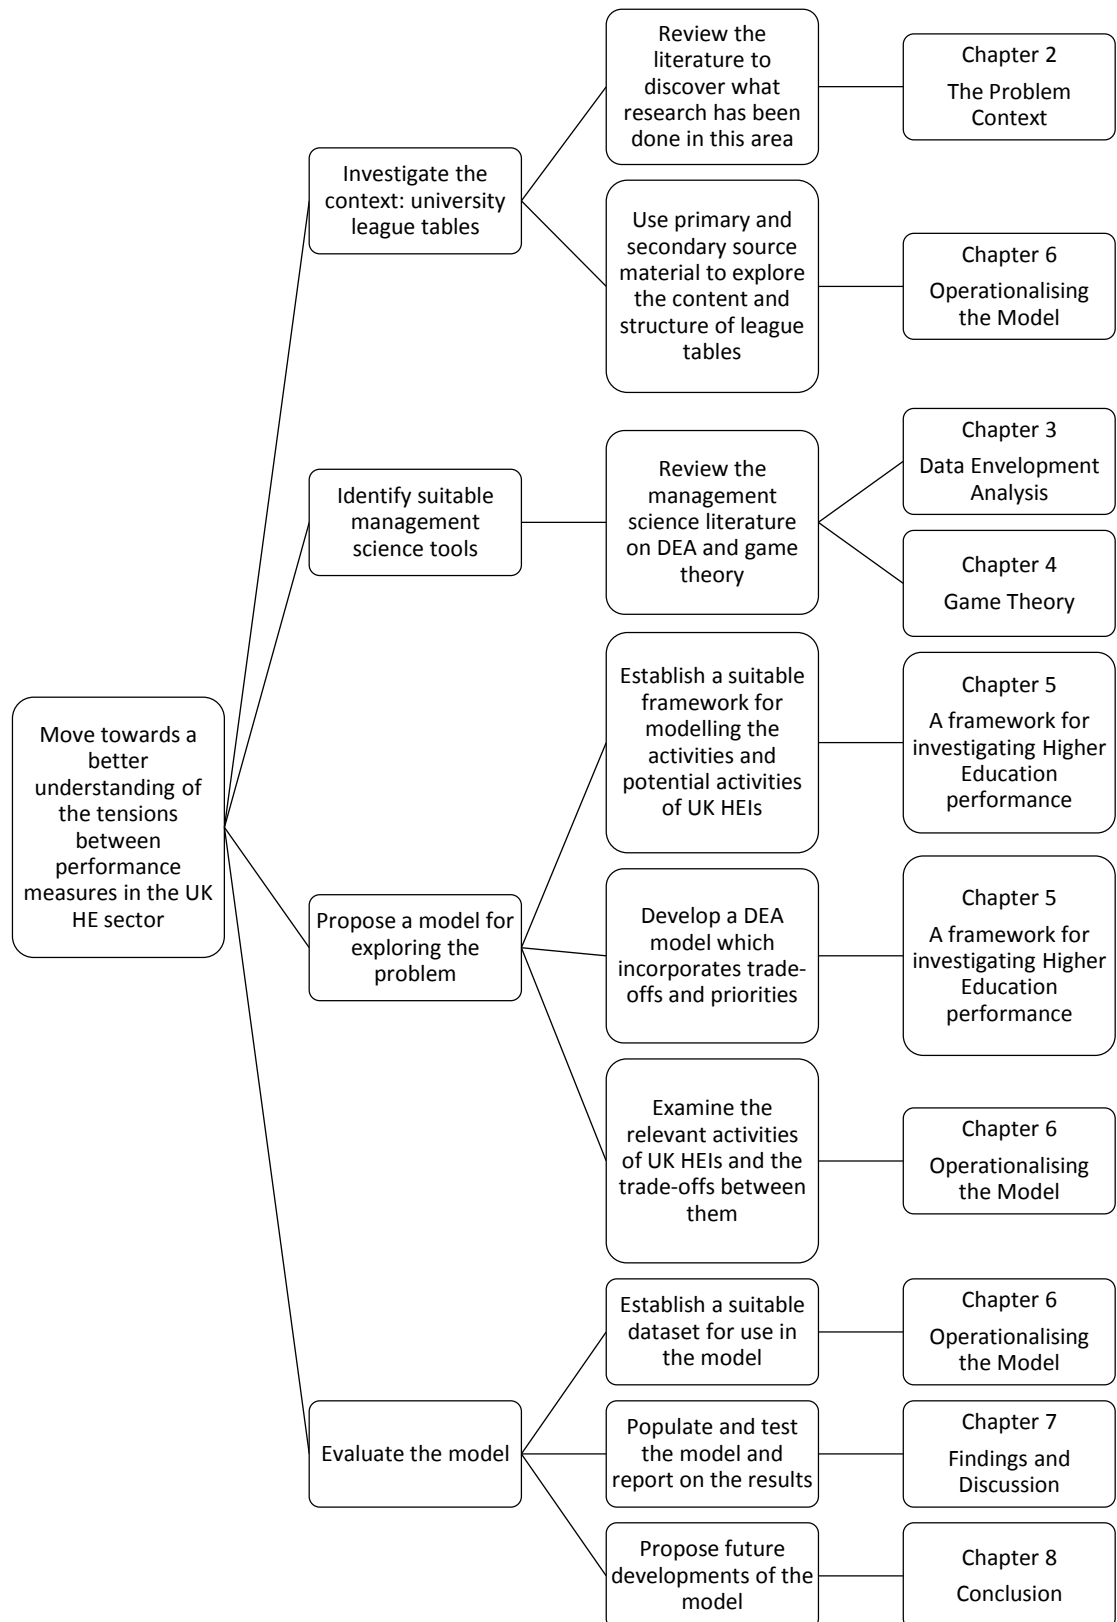 Move towards a
better
understanding of
the tensions
between
performance
measures in the UK
HE sector
Investigate the
context: university
league tables
Review the
literature to
discover what
research has been
done in this area
Chapter 2
The Problem
Context
Use primary and
secondary source
material to explore
the content and
structure of league
tables
Chapter 6
Operationalising
the Model
Identify suitable
management
science tools
Review the
management
science literature
on DEA and game
theory
Chapter 3
Data Envelopment
Analysis
Chapter 4
Game Theory
Propose a model for
exploring the
problem
Establish a suitable
framework for
modelling the
activities and
potential activities
of UK HEIs
Chapter 5
A framework for
investigating Higher
Education
performance
Develop a DEA
model which
incorporates trade-
offs and priorities
Chapter 5
A framework for
investigating Higher
Education
performance
Examine the
relevant activities
of UK HEIs and the
trade-offs between
them
Chapter 6
Operationalising
the Model
Evaluate the model
Establish a suitable
dataset for use in
the model
Chapter 6
Operationalising
the Model
Populate and test
the model and
report on the results
Chapter 7
Findings and
Discussion
Propose future
developments of the
model
Chapter 8
Conclusion